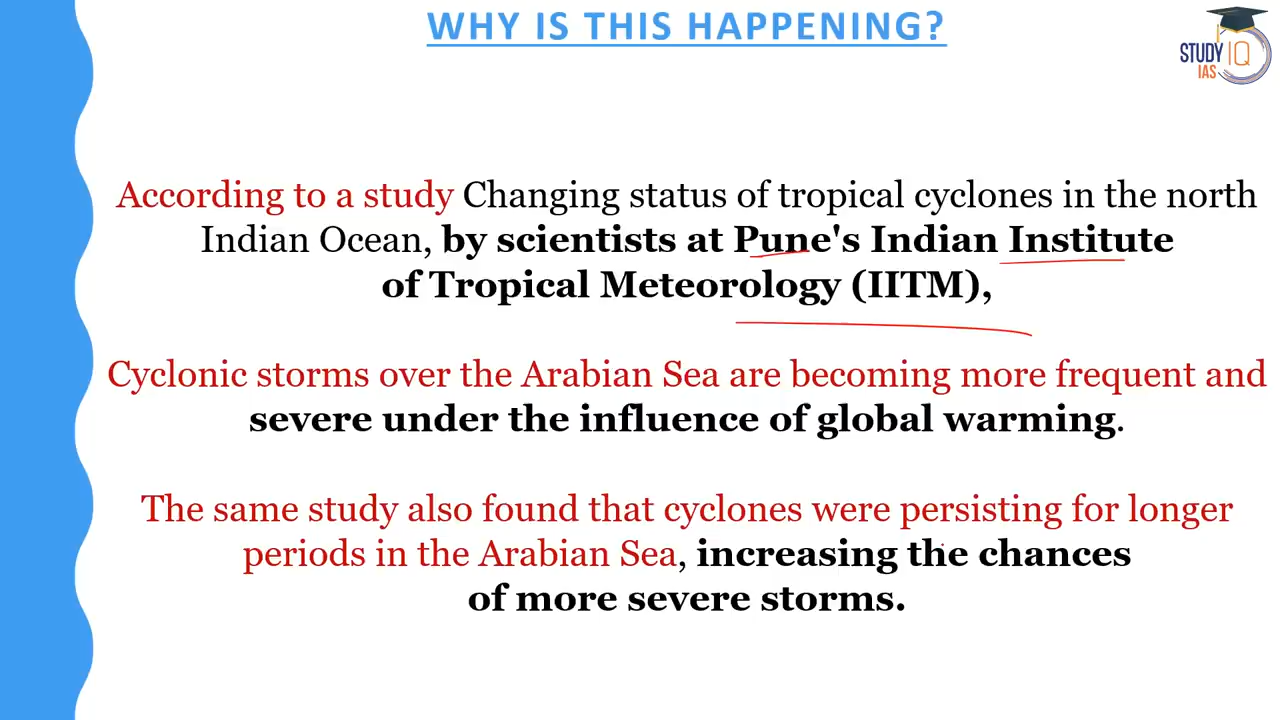 WHY IS THIS HAPPENING?
STUDY IQ
IAS
According to a study Changing status of tropical cyclones in the north
Indian Ocean, by scientists at Pune's Indian Institute
of Tropical Meteorology (IITM),
Cyclonic storms over the Arabian Sea are becoming more frequent and
severe under the influence of global warming.
The same study also found that cyclones were persisting for longer
periods in the Arabian Sea, increasing the chances
of more severe storms.